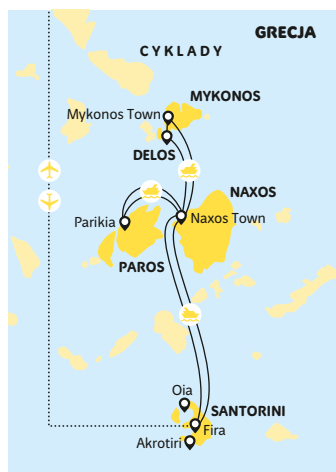 GRECJA
CYKLADY
MYKONOS
Mykonos Town
DELOS
NAXOS
Parikia
Naxos Town
PAROS
Oia
SANTORINI
Fira
Akrotiri